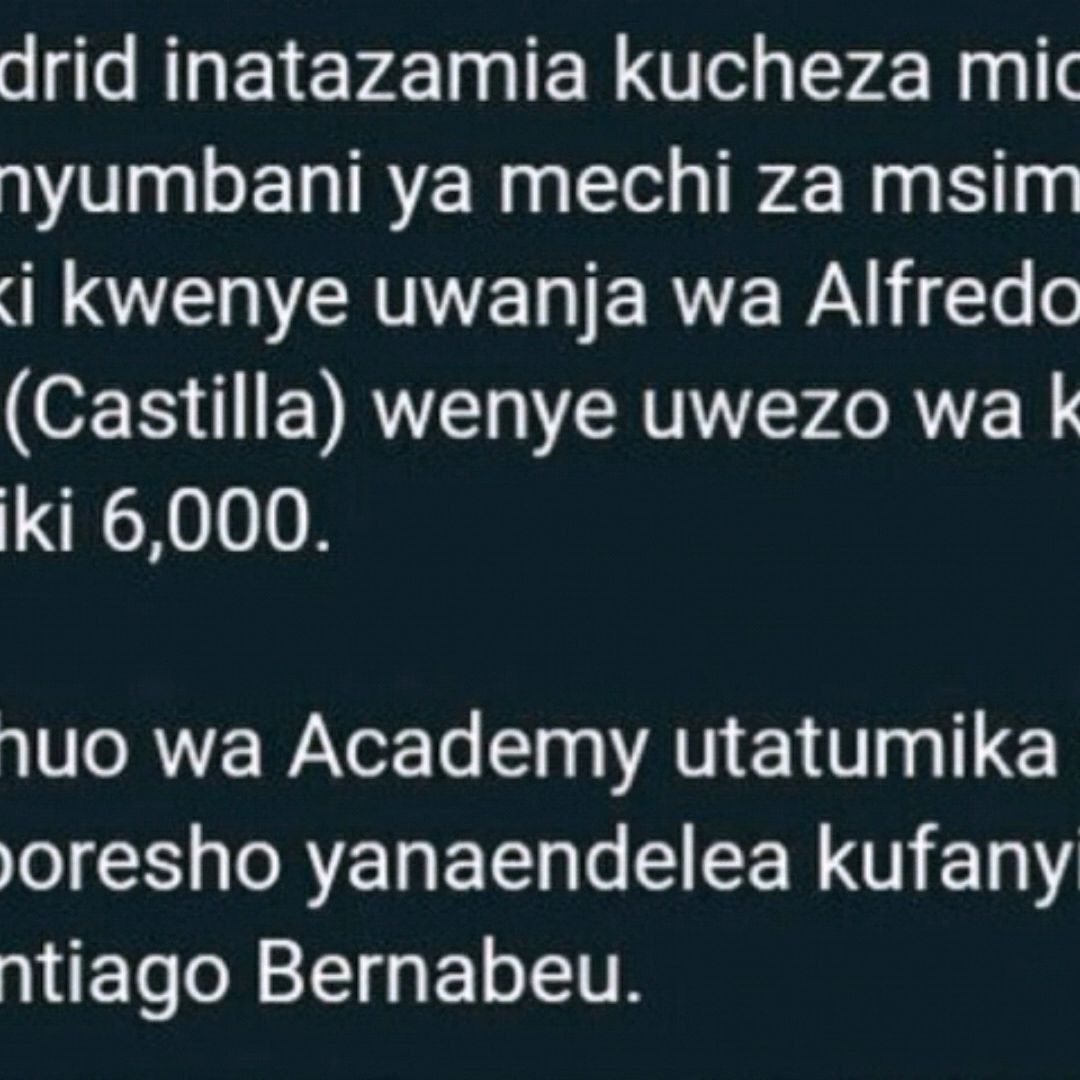 drid inatazamia kucheza
nyumbani ya mechi za msim
ki kwenye uwanja wa Alfredo
(Castilla) wenye uwezo wa k
iki 6,000.
huo wa Academy utatumika
boresho yanaendelea kufanyi
ntiago Bernabeu.